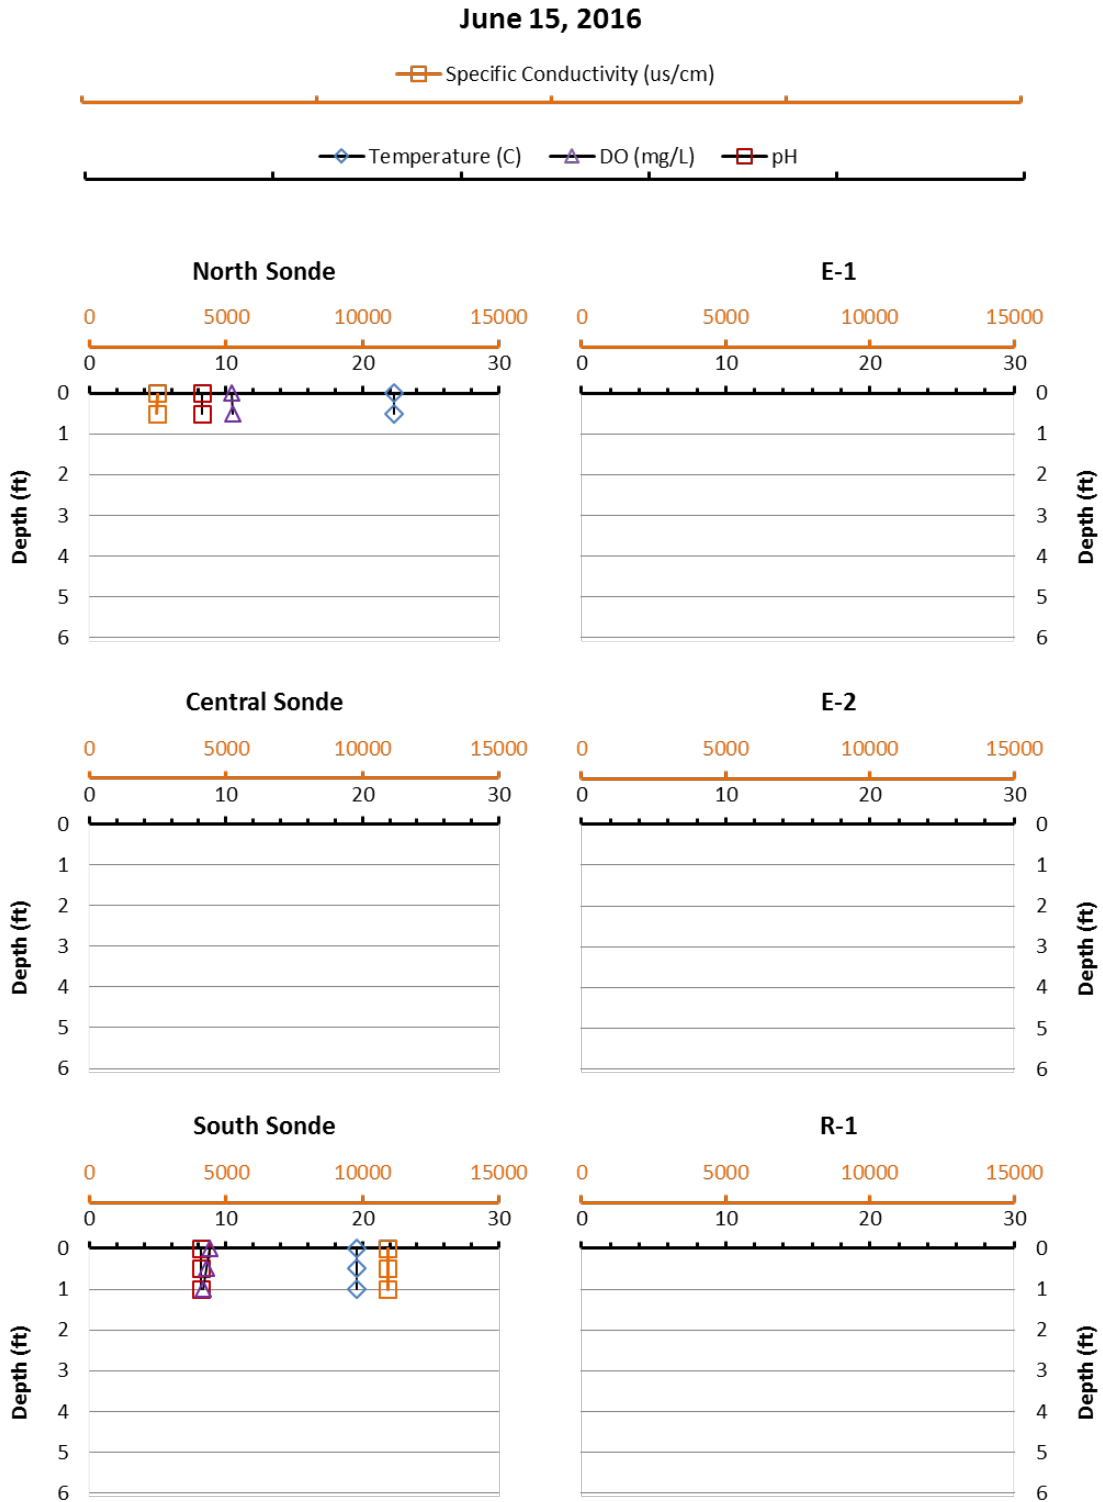 June 15, 2016
Specific Conductivity (us/cm)
Temperature (C) DO (mg/L) pH
North Sonde
0 5000 10000 15000
0 10 20 30
0
1
2
3
4
5
6
Depth (ft)
E-1
0 5000 10000 15000
0 10 20 30
0
1
2
3
4
5
6
Depth (ft)
Central Sonde
0 5000 10000 15000
0 10 20 30
0
1
2
3
4
5
6
Depth (ft)
E-2
0 5000 10000 15000
0 10 20 30
0
1
2
3
4
5
6
Depth (ft)
South Sonde
0 5000 10000 15000
0 10 20 30
0
1
2
3
4
5
6
Depth (ft)
R-1
0 5000 10000 15000
0 10 20 30
0
1
2
3
4
5
6
Depth (ft)